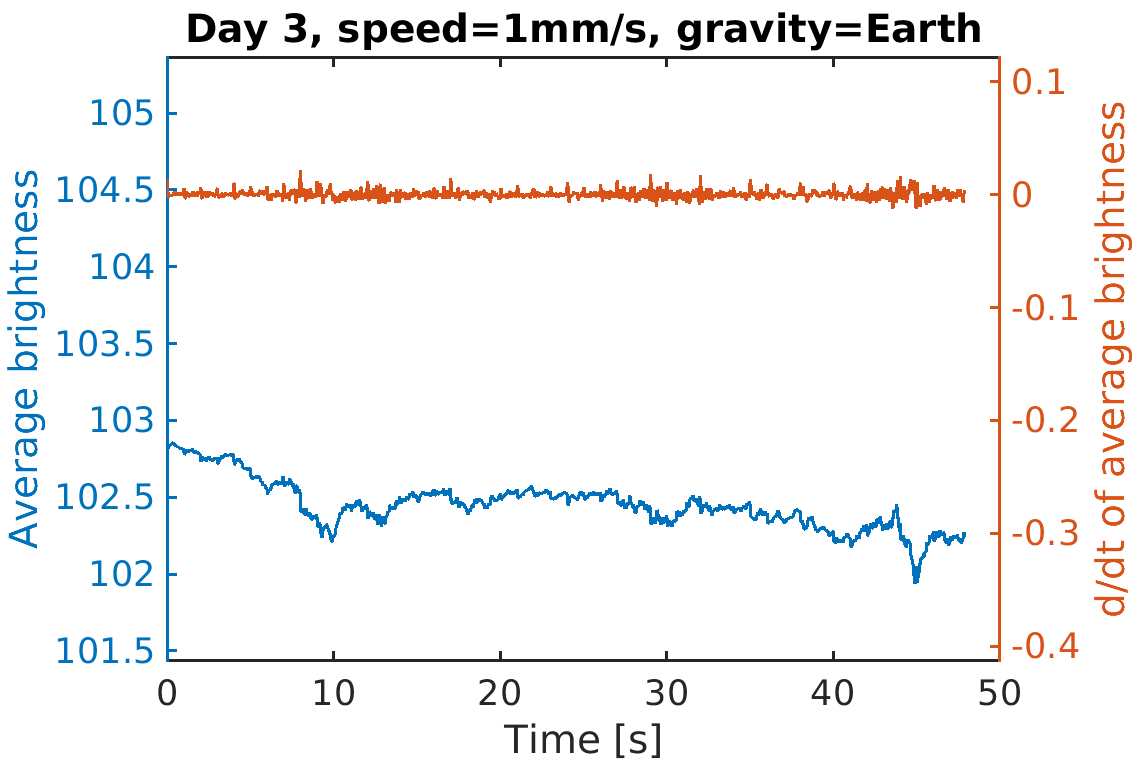 Day 3, speed=1mm/s, gravity=Earth
Average brightness
105
104.5
104
103.5
103
102.5
102
101.5
0.1
0
-0.1
-0.2
-0.3
-0.4
d/dt of average brightness
0 10 20 30 40 50
Time [s]